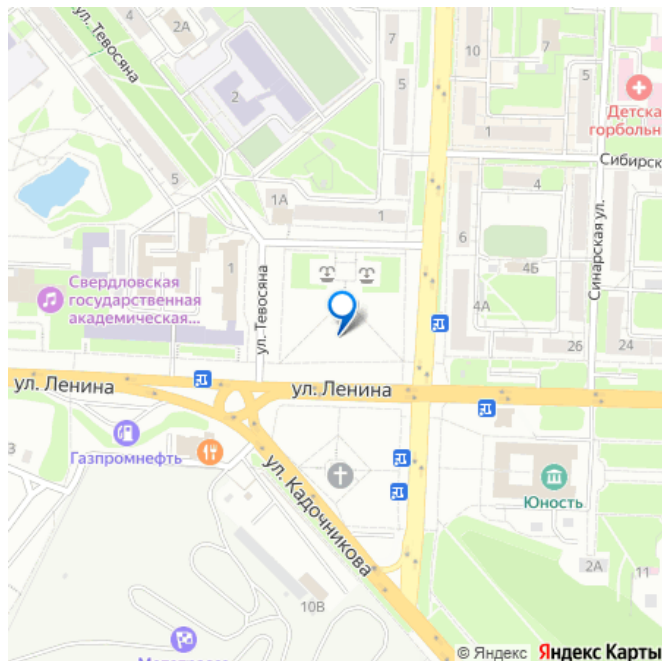 ул. Тевосяна
4
2А
7
5
10
7
5
2
1
Детска
горбольн
Сибирск
5
1А
1
4
6
4Б
Синарская ул.
1
ул. Тевосяна
Свердловская
государственная
академическая...
4А
26
24
ул. Ленина
ул. Ленина
3
Газпромнефть
ул. Кадочникова
Юность
2А
11
10В
© Яндекс Яндекс Карты